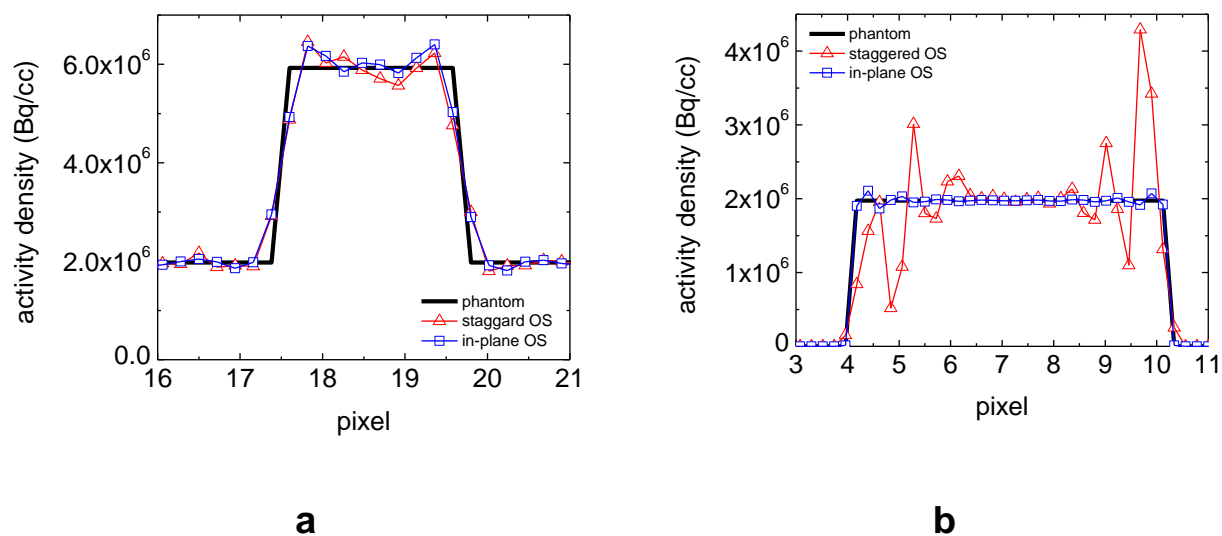 activity density (Bq/cc)
6.0x10⁶
4.0x10⁶
2.0x10⁶
0.0
phantom
staggard OS
in-plane OS
16 17 18 19 20 21
pixel
a
activity density (Bq/cc)
4x10⁶
3x10⁶
2x10⁶
1x10⁶
0
phantom
staggered OS
in-plane OS
3 4 5 6 7 8 9 10 11
pixel
b